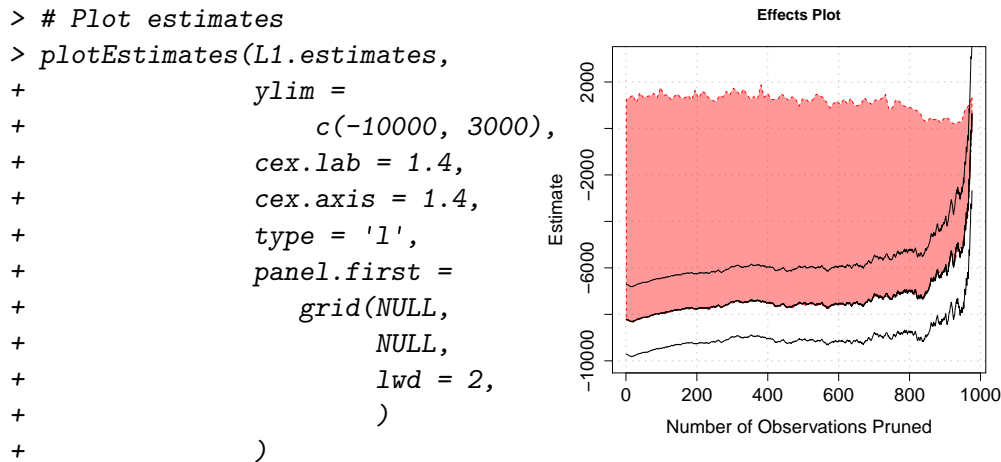 > # Plot estimates
> plotEstimates(L1.estimates,
+ ylim =
+ c(-10000, 3000),
+ cex.lab = 1.4,
+ cex.axis = 1.4,
+ type = 'l',
+ panel.first =
+ grid(NULL,
+ NULL,
+ lwd = 2,
+ )
+ )
Effects Plot
Estimate
2000
−2000
−6000
−10000
0 200 400 600 800 1000
Number of Observations Pruned